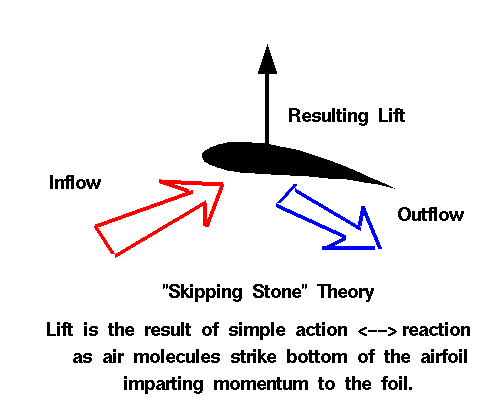 Resulting Lift
Inflow
Outflow
"Skipping Stone" Theory
Lift is the result of simple action <--> reaction
as air molecules strike bottom of the airfoil
imparting momentum to the foil.